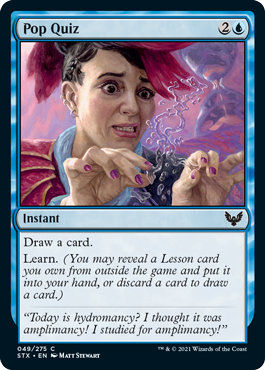 Pop Quiz 2
Instant
Draw a card.
Learn. (You may reveal a Lesson card
you own from outside the game and put it
into your hand, or discard a card to draw
a card.)
"Today is hydromancy? I thought it was
amplimancy! I studied for amplimancy!"
049/275 C
STX • EN MATT STEWART
™ & © 2021 Wizards of the Coast